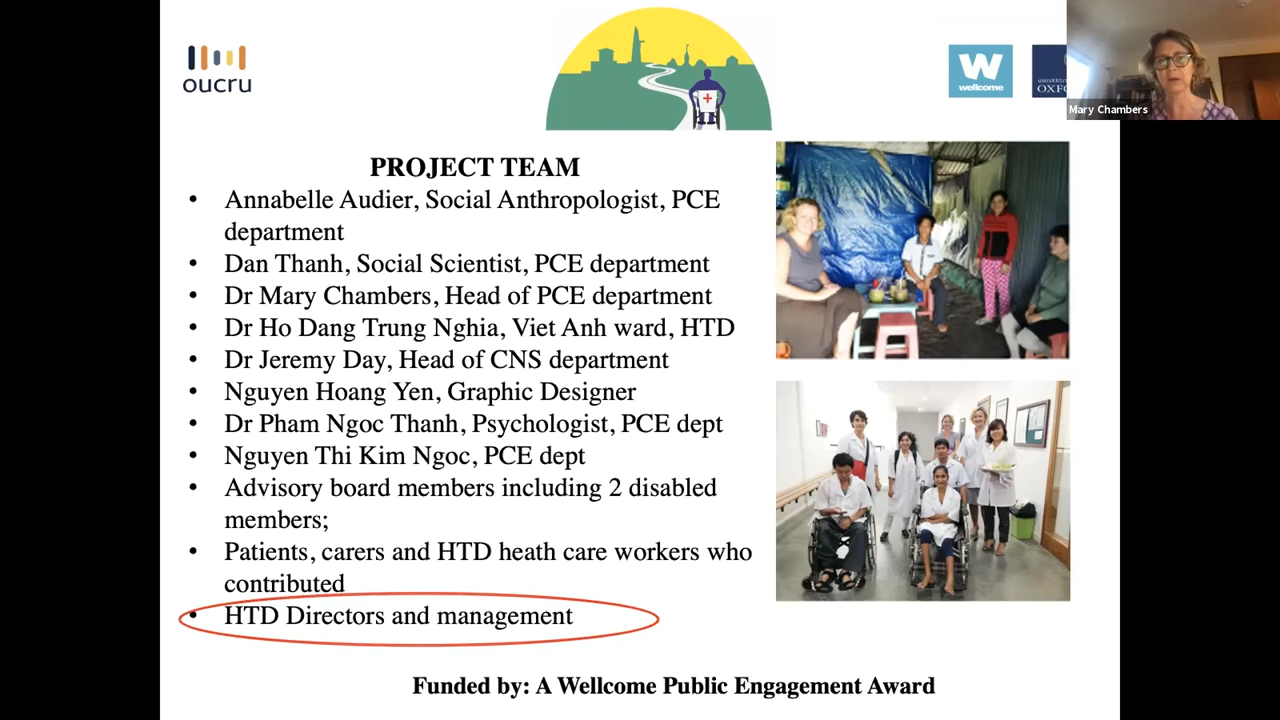 oucru
W
wellcome
UNIVERSITY
Mary Chambers
PROJECT TEAM
• Annabelle Audier, Social Anthropologist, PCE
department
• Dan Thanh, Social Scientist, PCE department
• Dr Mary Chambers, Head of PCE department
• Dr Ho Dang Trung Nghia, Viet Anh ward, HTD
• Dr Jeremy Day, Head of CNS department
• Nguyen Hoang Yen, Graphic Designer
• Dr Pham Ngoc Thanh, Psychologist, PCE dept
• Nguyen Thi Kim Ngoc, PCE dept
• Advisory board members including 2 disabled
members;
• Patients, carers and HTD heath care workers who
contributed
• HTD Directors and management
Funded by: A Wellcome Public Engagement Award